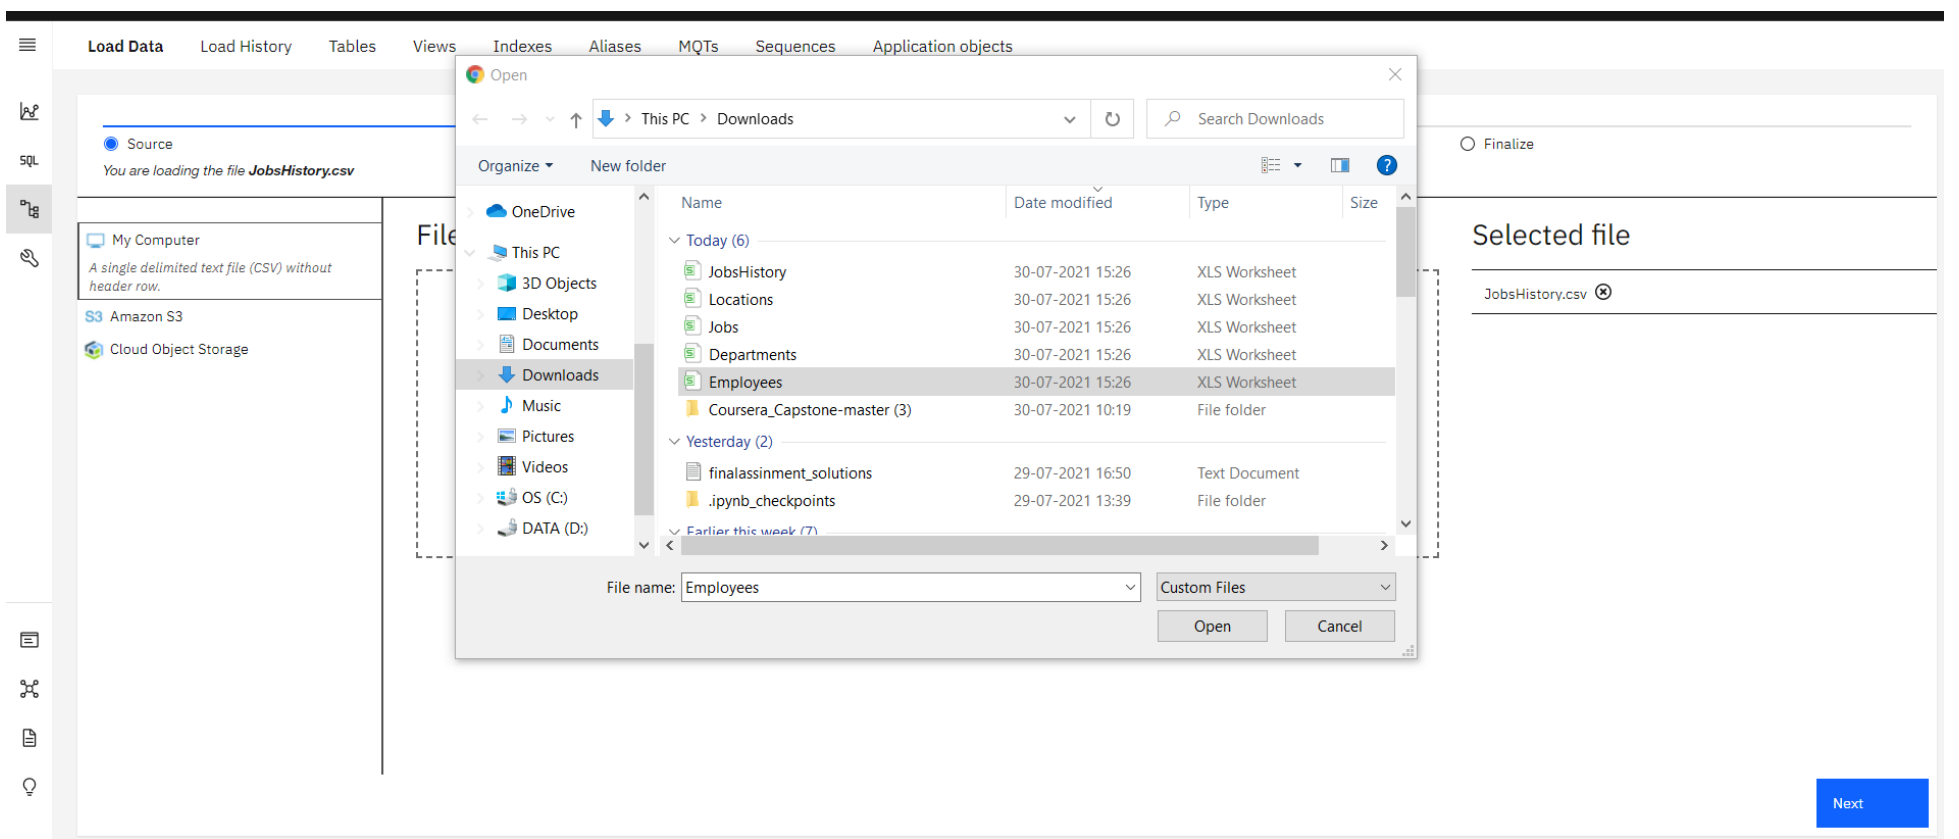 Load Data Load History Tables Views Indexes Aliases MQTs Sequences Application objects
SQL
Source
You are loading the file JobsHistory.csv
My Computer
A single delimited text file (CSV) without
header row.
S3 Amazon S3
Cloud Object Storage
File
Open
This PC > Downloads
Search Downloads
Organize New folder
?
OneDrive
This PC
3D Objects
Desktop
Documents
Downloads
Music
Pictures
Videos
OS (C:)
DATA (D:)
Name Date modified Type Size
Today (6)
JobsHistory 30-07-2021 15:26 XLS Worksheet
Locations 30-07-2021 15:26 XLS Worksheet
Jobs 30-07-2021 15:26 XLS Worksheet
Departments 30-07-2021 15:26 XLS Worksheet
Employees 30-07-2021 15:26 XLS Worksheet
Coursera_Capstone-master (3) 30-07-2021 10:19 File folder
Yesterday (2)
finalassinment_solutions 29-07-2021 16:50 Text Document
.ipynb_checkpoints 29-07-2021 13:39 File folder
Earlier this week (7)
File name: Employees Custom Files
Open Cancel
Finalize
Selected file
JobsHistory.csv
Next